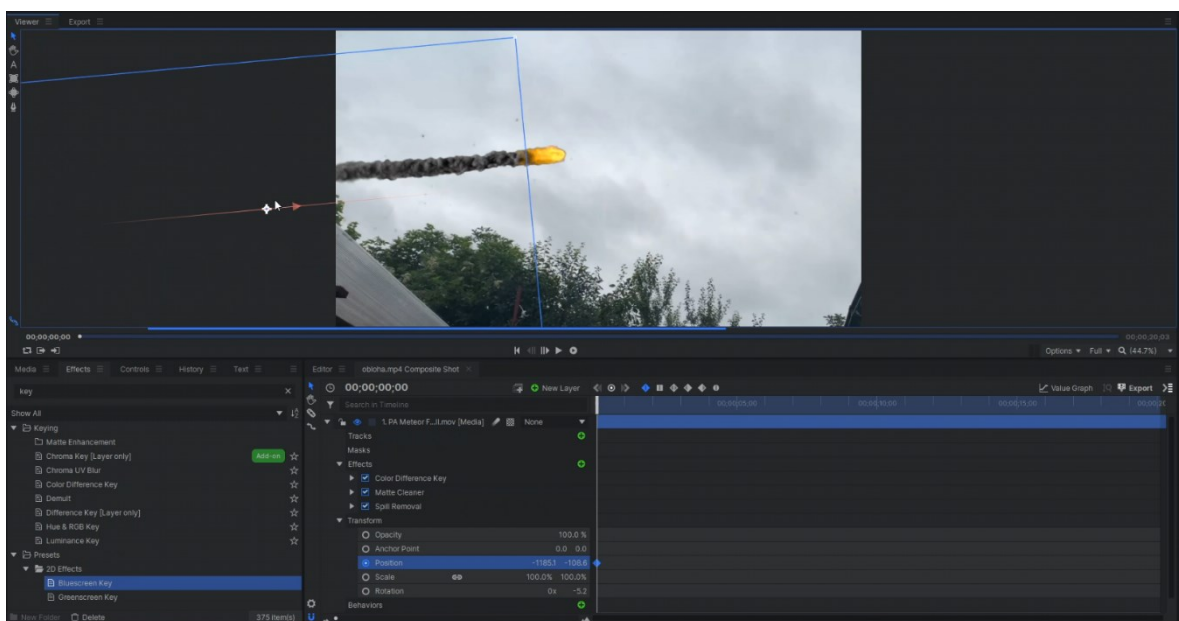 Viewer Export
A
00;00;00;00
00;00;20;03
Options Full (44.7%)
Media Effects Controls History Text
Editor obloha.mp4 Composite Shot
key
00;00;00;00 New Layer Value Graph Export
Show All
Search in Timeline
00;00;05;00 00;00;10;00 00;00;15;00
Keying
1. PA Meteor F...ll.mov [Media] None
Matte Enhancement
Tracks
Chroma Key [Layer only] Add-on
Masks
Chroma UV Blur
Effects
Color Difference Key
Color Difference Key
Demult
Matte Cleaner
Difference Key [Layer only]
Spill Removal
Hue & RGB Key
Transform
Luminance Key
Opacity 100.0 %
Presets
Anchor Point 0.0 0.0
2D Effects
Position -1185.1 -106.6
Bluescreen Key
Scale 100.0% 100.0%
Greenscreen Key
Rotation 0x -5.2
Behaviors
New Folder Delete 375 Item(s)